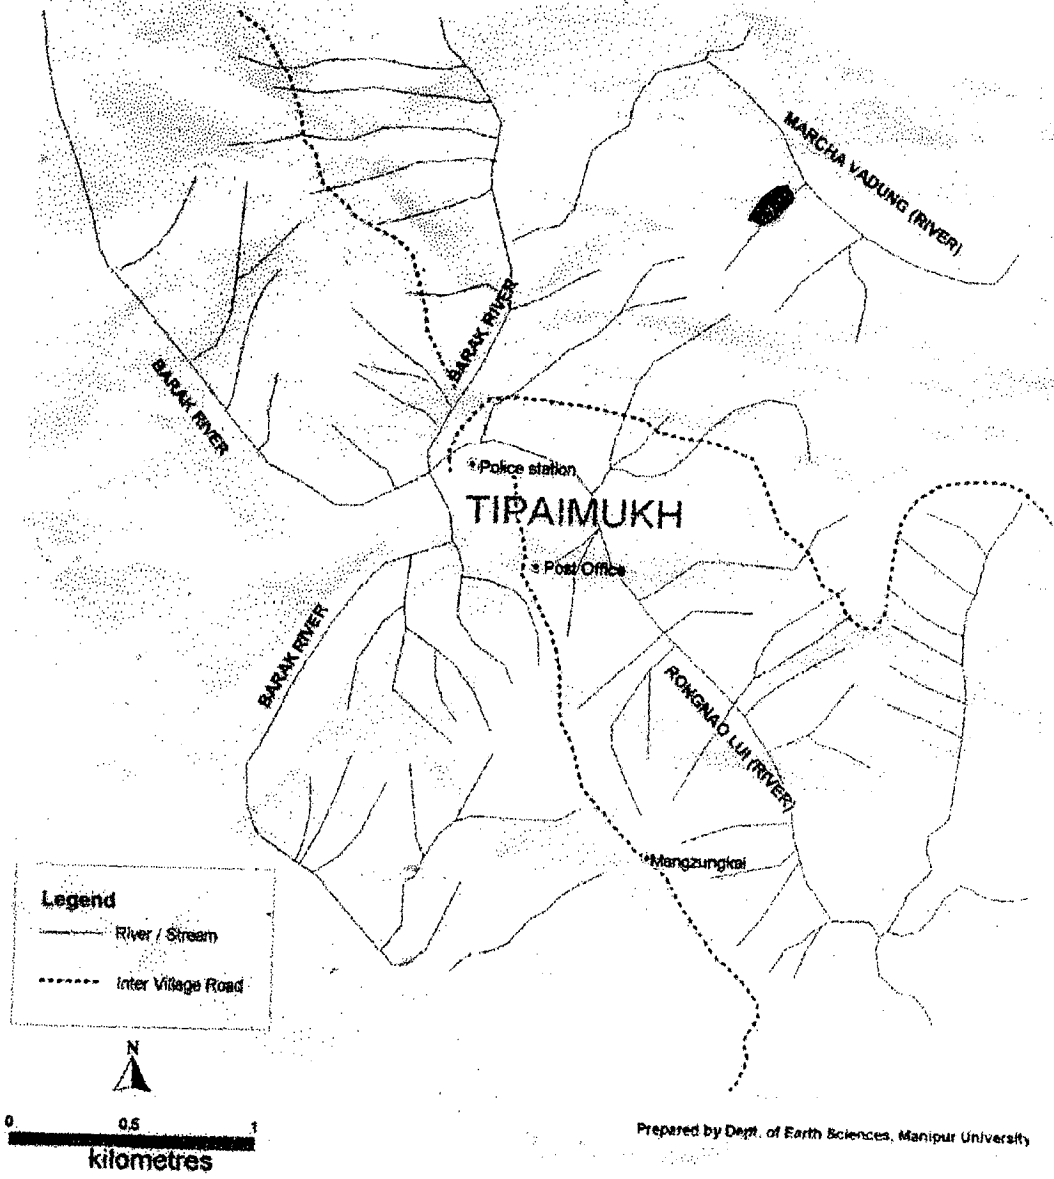 MARCHA VADUNG (RIVER)
BARAK RIVER
BARAK RIVER
Police station
TIPAIMUKH
Post Office
BARAK RIVER
RONGNAO LUI (RIVER)
Mangzungkai
Legend
River / Stream
Inter Village Road
N
0 0.5 1
kilometres
Prepared by Dept. of Earth Sciences, Manipur University